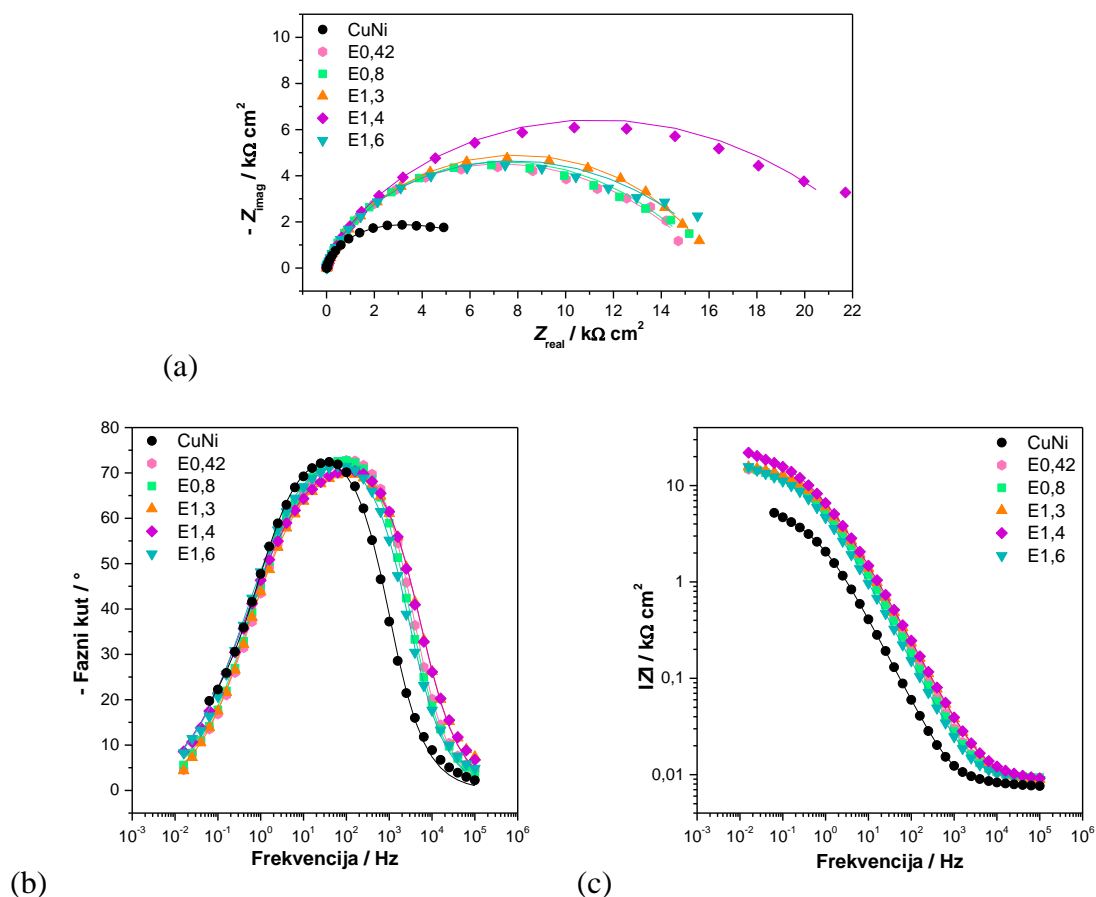 CuNi
E0,42
E0,8
E1,3
E1,4
E1,6
- Z_imag / kΩ cm²
10
8
6
4
2
0
0 2 4 6 8 10 12 14 16 18 20 22
Z_real / kΩ cm²
(a)
CuNi
E0,42
E0,8
E1,3
E1,4
E1,6
- Fazni kut / °
80
70
60
50
40
30
20
10
0
10⁻³ 10⁻² 10⁻¹ 10⁰ 10¹ 10² 10³ 10⁴ 10⁵ 10⁶
Frekvencija / Hz
(b)
CuNi
E0,42
E0,8
E1,3
E1,4
E1,6
|Z| / kΩ cm²
10
1
0,1
0,01
10⁻³ 10⁻² 10⁻¹ 10⁰ 10¹ 10² 10³ 10⁴ 10⁵ 10⁶
Frekvencija / Hz
(c)